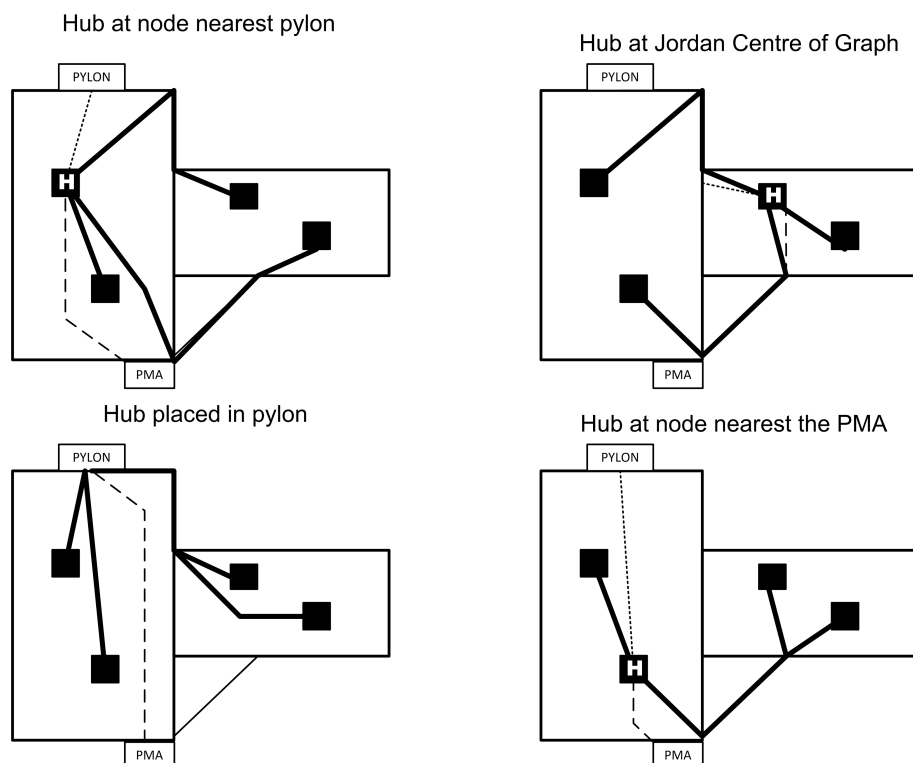 Hub at node nearest pylon
PYLON
H
PMA
Hub at Jordan Centre of Graph
PYLON
H
PMA
Hub placed in pylon
PYLON
PMA
Hub at node nearest the PMA
PYLON
H
PMA